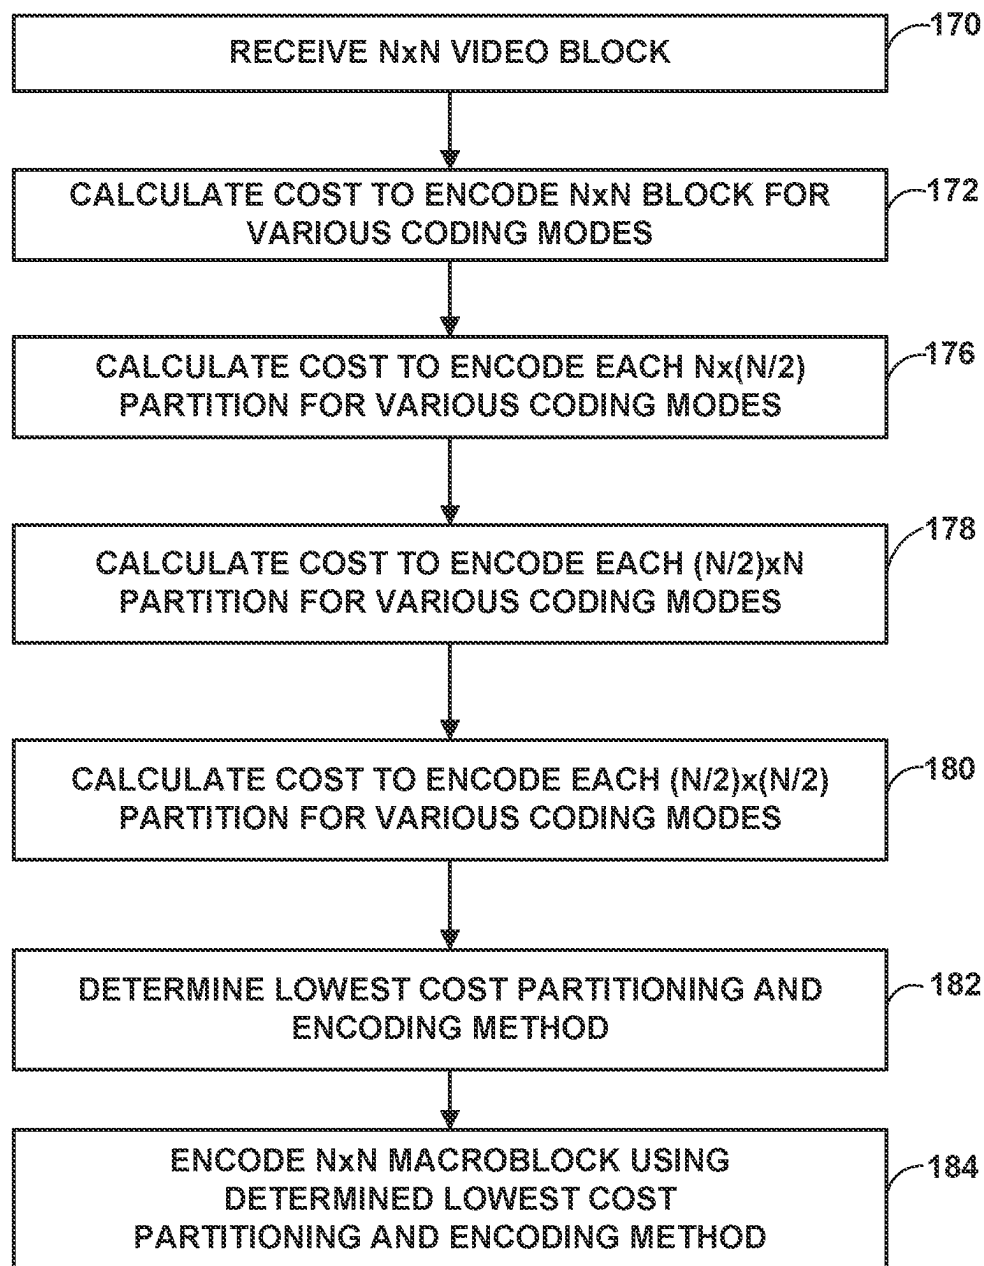 RECEIVE NxN VIDEO BLOCK
170
CALCULATE COST TO ENCODE NxN BLOCK FOR
VARIOUS CODING MODES
172
CALCULATE COST TO ENCODE EACH Nx(N/2)
PARTITION FOR VARIOUS CODING MODES
176
CALCULATE COST TO ENCODE EACH (N/2)xN
PARTITION FOR VARIOUS CODING MODES
178
CALCULATE COST TO ENCODE EACH (N/2)x(N/2)
PARTITION FOR VARIOUS CODING MODES
180
DETERMINE LOWEST COST PARTITIONING AND
ENCODING METHOD
182
ENCODE NxN MACROBLOCK USING
DETERMINED LOWEST COST
PARTITIONING AND ENCODING METHOD
184